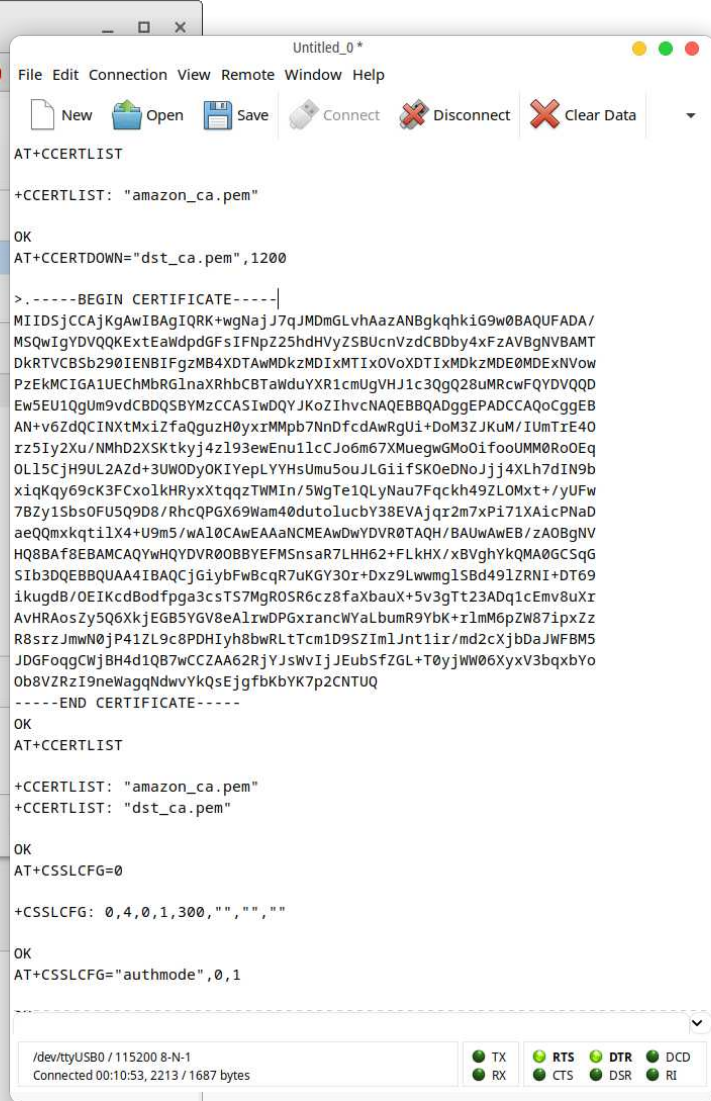 Untitled_0 *
File Edit Connection View Remote Window Help
New Open Save Connect Disconnect Clear Data
AT+CCERTLIST
+CCERTLIST: "amazon_ca.pem"
OK
AT+CCERTDOWN="dst_ca.pem",1200
>.-----BEGIN CERTIFICATE-----
MIIDSjCCAjKgAwIBAgIQRK+wgNajJ7qJMDmGLvhAazANBgkqhkiG9w0BAQUFADA/
MSQwIgYDVQQKExtEaWdpdGFsIFNpZ25hdHVyZSBUcnVzdCBDby4xFzAVBgNVBAMT
DkRTVCBSb290IENBIFgzMB4XDTAwMDkzMDIxMTIxOVoXDTIxMDkzMDE0MDExNVow
PzEkMCIGA1UEChMbRGlnaXRhbCBTaWduYXR1cmUgVHJ1c3QgQ28uMRcwFQYDVQQD
Ew5EU1QgUm9vdCBDQSBYMzCCASIwDQYJKoZIhvcNAQEBBQADggEPADCCAQoCggEB
AN+v6ZdQCINXtMxiZfaQguzH0yxrMMpb7NnDfcdAwRgUi+DoM3ZJKuM/IUmTrE4O
rz5Iy2Xu/NMhD2XSKtkyj4zl93ewEnu1lcCJo6m67XMuegwGMoOifooUMM0RoOEq
OLl5CjH9UL2AZd+3UWODyOKIYepLYYHsUmu5ouJLGiifSKOeDNoJjj4XLh7dIN9b
xiqKqy69cK3FCxolkHRyxXtqqzTWMIn/5WgTe1QLyNau7Fqckh49ZLOMxt+/yUFw
7BZy1SbsOFU5Q9D8/RhcQPGX69Wam40dutolucbY38EVAjqr2m7xPi71XAicPNaD
aeQQmxkqtilX4+U9m5/wAl0CAwEAAaNCMEAwDwYDVR0TAQH/BAUwAwEB/zAOBgNV
HQ8BAf8EBAMCAQYwHQYDVR0OBBYEFMSnsaR7LHH62+FLkHX/xBVghYkQMA0GCSqG
SIb3DQEBBQUAA4IBAQCjGiybFwBcqR7uKGY3Or+Dxz9LwwmglSBd49lZRNI+DT69
ikugdB/OEIKcdBodfpga3csTS7MgROSR6cz8faXbauX+5v3gTt23ADq1cEmv8uXr
AvHRAosZy5Q6XkjEGB5YGV8eAlrwDPGxrancWYaLbumR9YbK+rlmM6pZW87ipxZz
R8srzJmwN0jP41ZL9c8PDHIyh8bwRLtTcm1D9SZImlJnt1ir/md2cXjbDaJWFBM5
JDGFoqgCWjBH4d1QB7wCCZAA62RjYJsWvIjJEubSfZGL+T0yjWW06XyxV3bqxbYo
Ob8VZRzI9neWagqNdwvYkQsEjgfbKbYK7p2CNTUQ
-----END CERTIFICATE-----
OK
AT+CCERTLIST
+CCERTLIST: "amazon_ca.pem"
+CCERTLIST: "dst_ca.pem"
OK
AT+CSSLCFG=0
+CSSLCFG: 0,4,0,1,300,"","",""
OK
AT+CSSLCFG="authmode",0,1
/dev/ttyUSB0 / 115200 8-N-1
Connected 00:10:53, 2213 / 1687 bytes
TX RTS DTR DCD
RX CTS DSR RI